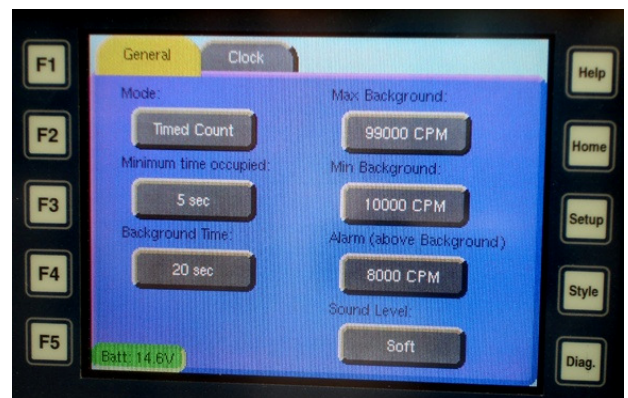 F1
F2
F3
F4
F5
General
Clock
Mode:
Timed Count
Minimum time occupied:
5 sec
Background Time:
20 sec
Batt: 14.6V
Max Background:
99000 CPM
Min Background:
10000 CPM
Alarm (above Background)
8000 CPM
Sound Level:
Soft
Help
Home
Setup
Style
Diag.